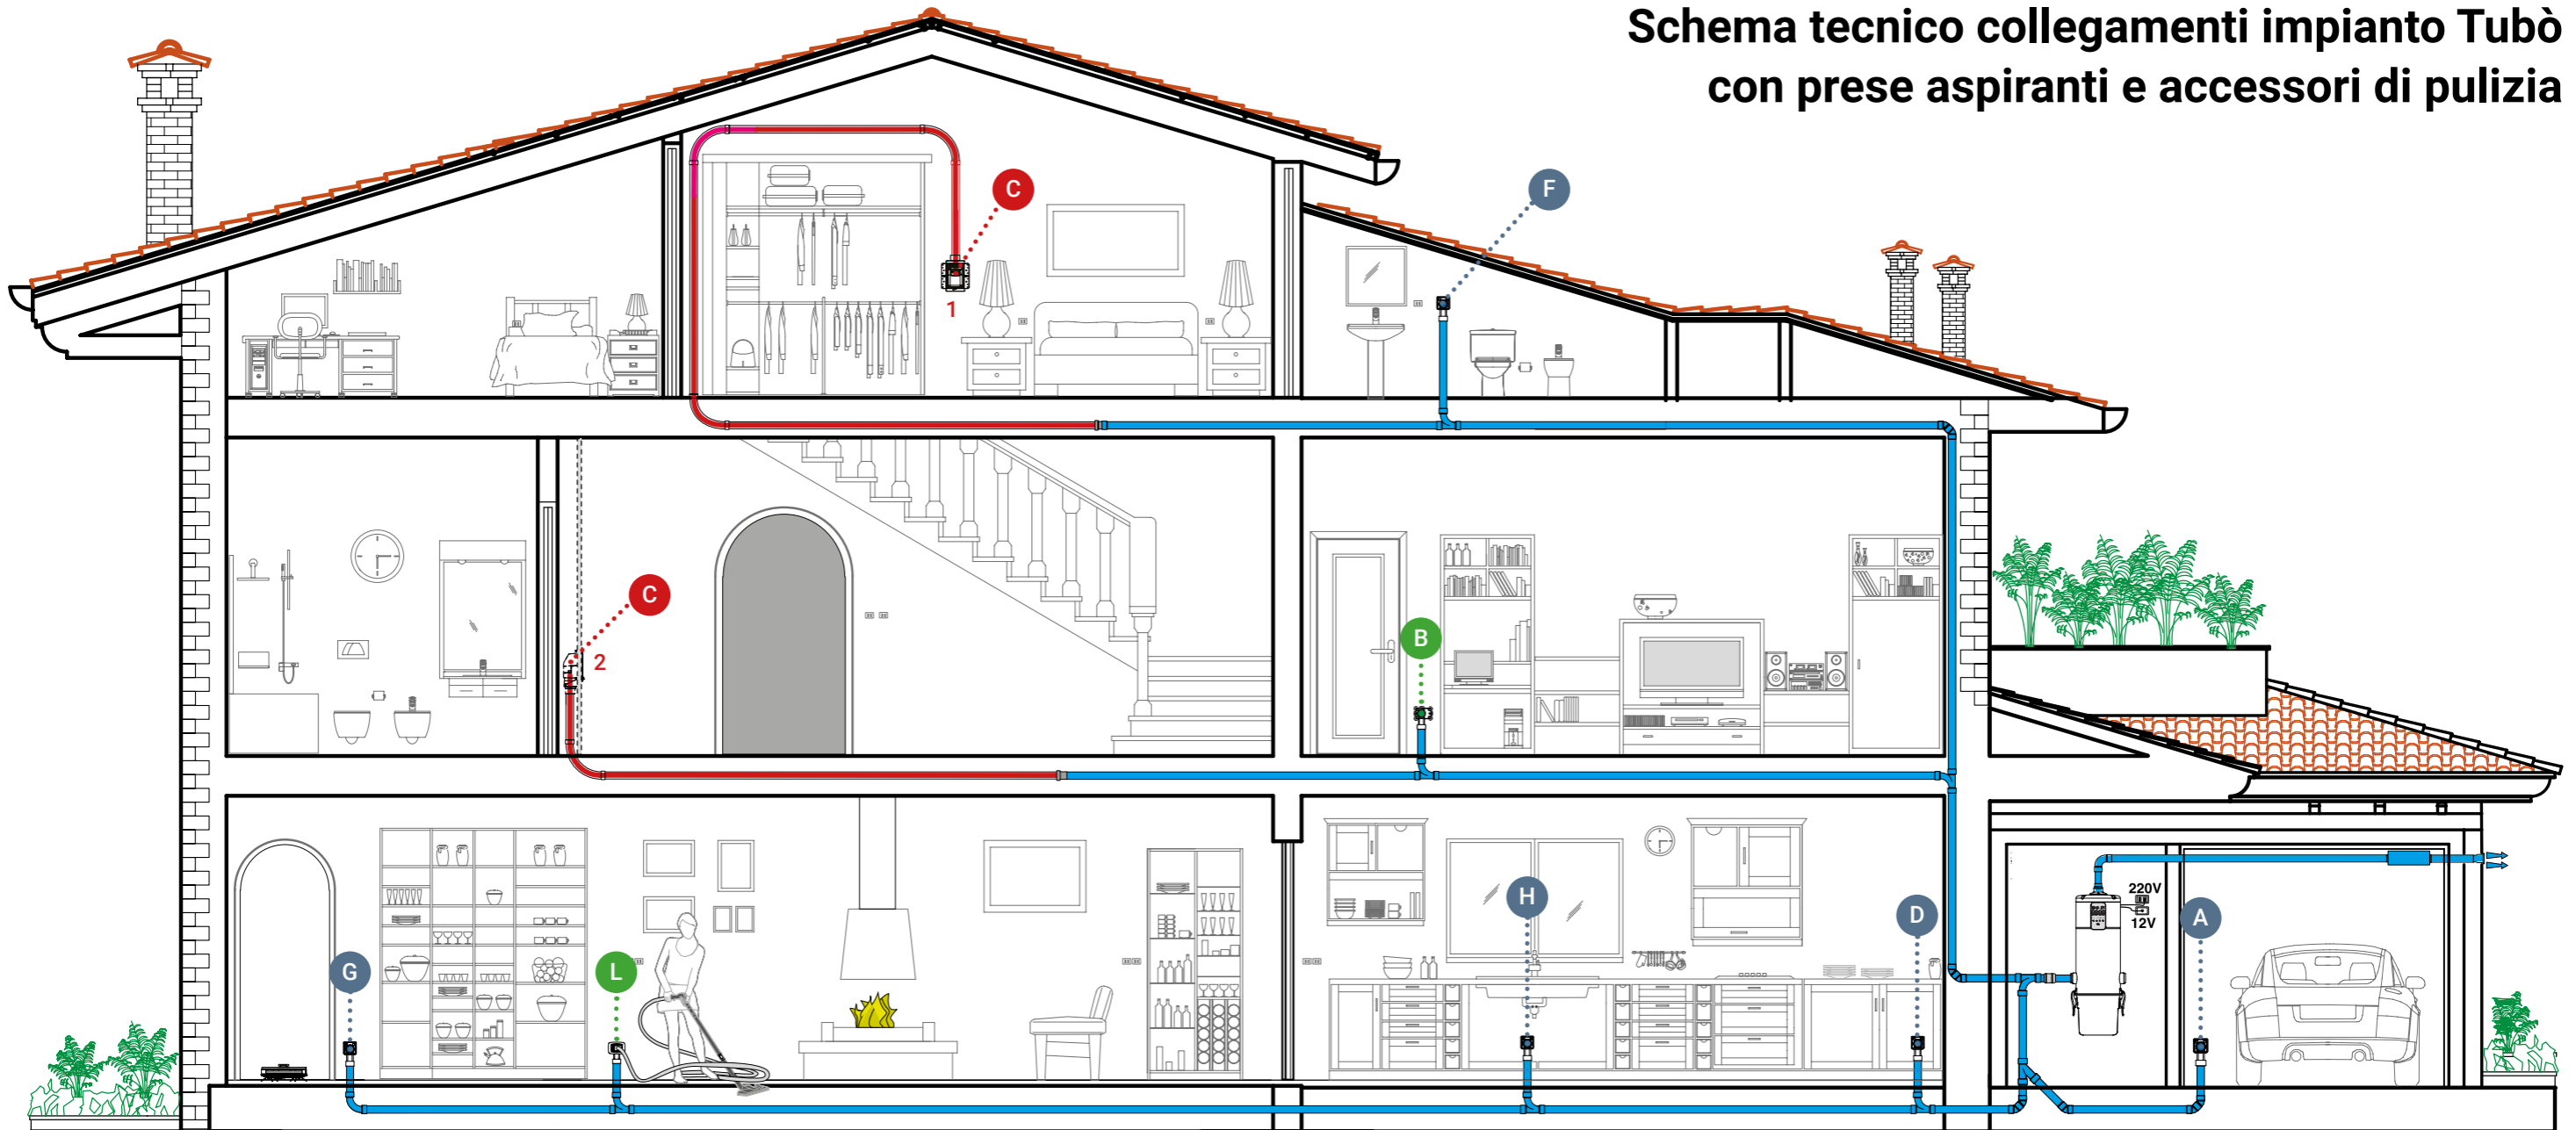 Schema tecnico collegamenti impianto Tubò
con prese aspiranti e accessori di pulizia
C
F
1
C
2
B
220V
12V
H
D
A
G
L